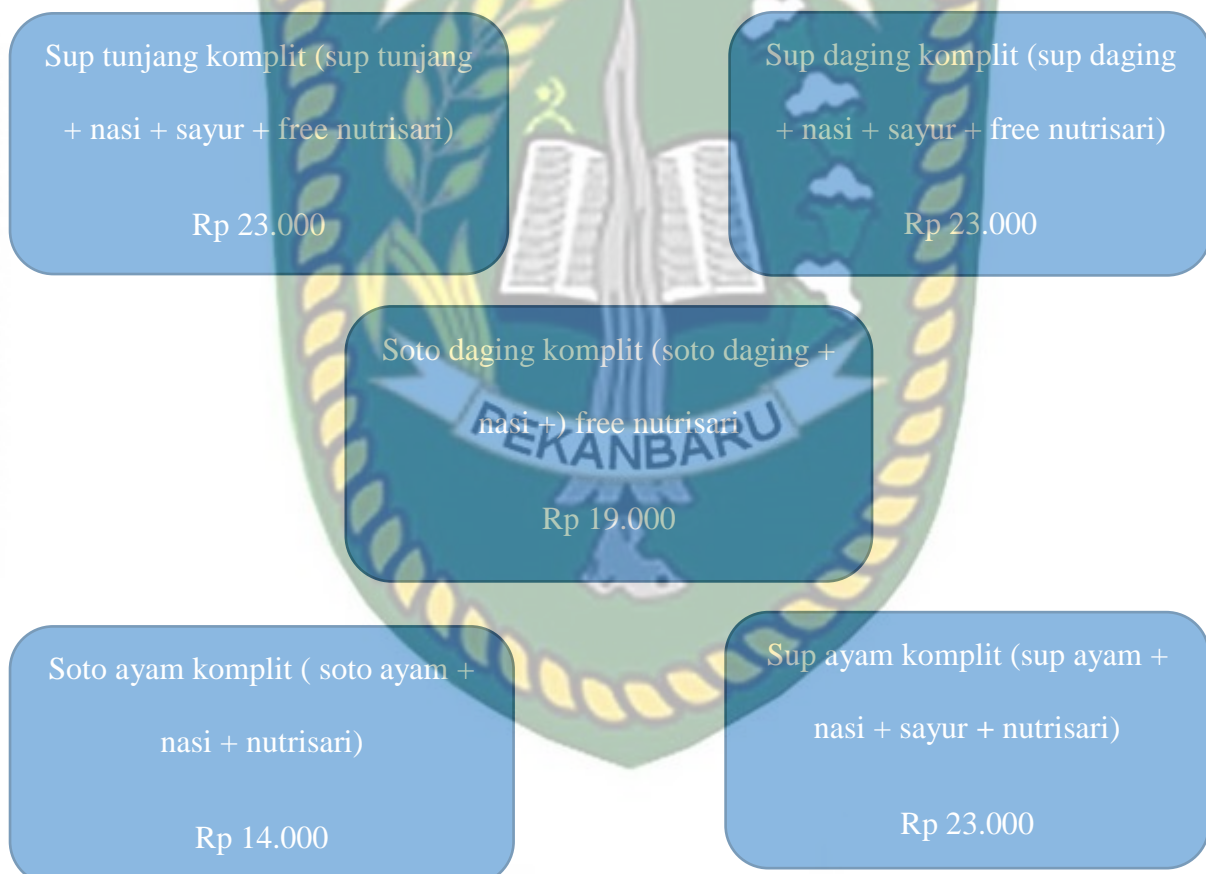 Sup tunjang komplit (sup tunjang
+ nasi + sayur + free nutrisari)
Rp 23.000
Sup daging komplit (sup daging
+ nasi + sayur + free nutrisari)
Rp 23.000
Soto daging komplit (soto daging +
nasi +) free nutrisari
PEKANBARU
Rp 19.000
Soto ayam komplit ( soto ayam +
nasi + nutrisari)
Rp 14.000
Sup ayam komplit (sup ayam +
nasi + sayur + nutrisari)
Rp 23.000